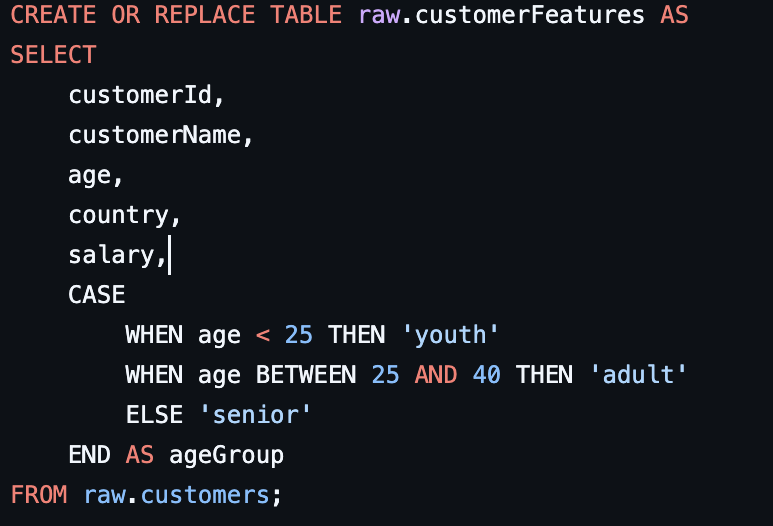 CREATE OR REPLACE TABLE raw.customerFeatures AS
SELECT
    customerId,
    customerName,
    age,
    country,
    salary,
    CASE
        WHEN age < 25 THEN 'youth'
        WHEN age BETWEEN 25 AND 40 THEN 'adult'
        ELSE 'senior'
    END AS ageGroup
FROM raw.customers;